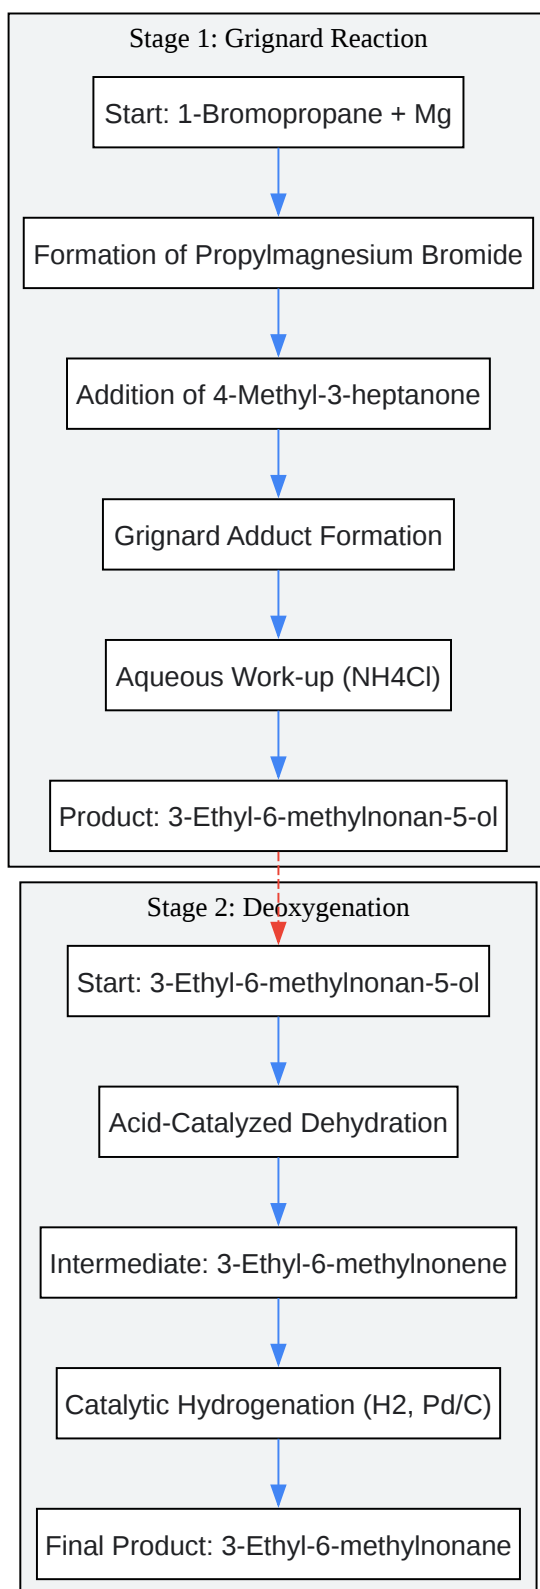 Stage 1: Grignard Reaction
Start: 1-Bromopropane + Mg
Formation of Propylmagnesium Bromide
Addition of 4-Methyl-3-heptanone
Grignard Adduct Formation
Aqueous Work-up (NH4Cl)
Product: 3-Ethyl-6-methylnonan-5-ol
Stage 2: Deoxygenation
Start: 3-Ethyl-6-methylnonan-5-ol
Acid-Catalyzed Dehydration
Intermediate: 3-Ethyl-6-methylnonene
Catalytic Hydrogenation (H2, Pd/C)
Final Product: 3-Ethyl-6-methylnonane